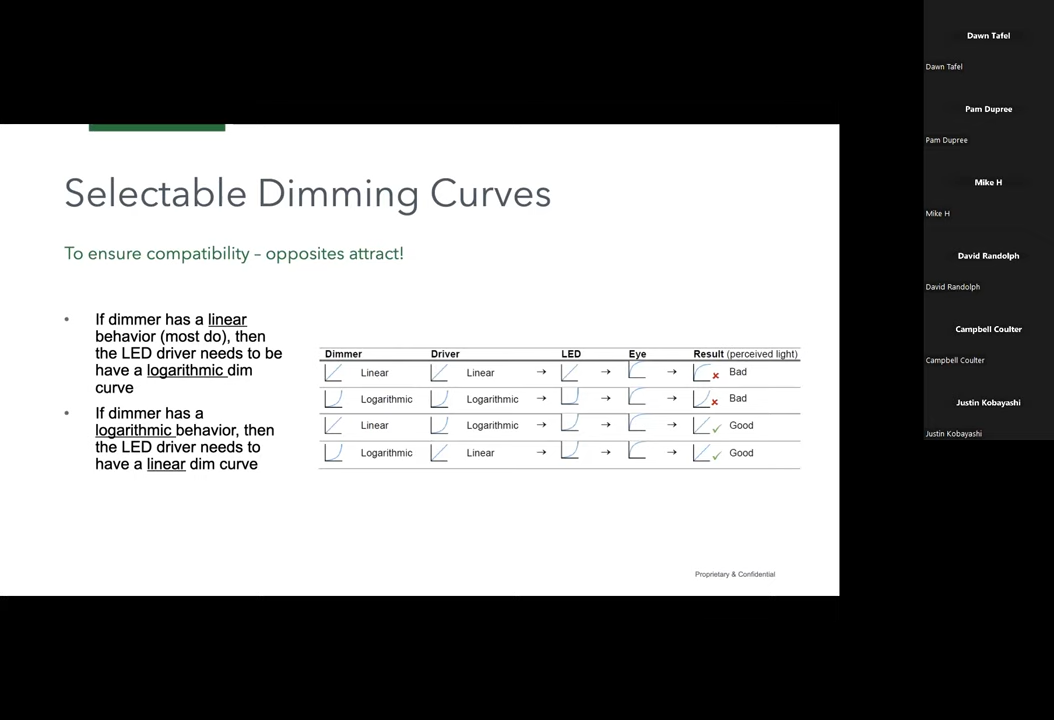 Selectable Dimming Curves
To ensure compatibility – opposites attract!
• If dimmer has a linear
behavior (most do), then
the LED driver needs to be
have a logarithmic dim
curve
• If dimmer has a
logarithmic behavior, then
the LED driver needs to
have a linear dim curve
Dimmer Driver LED Eye Result (perceived light)
Linear Linear → → → Bad
Logarithmic Logarithmic → → → Bad
Linear Logarithmic → → → Good
Logarithmic Linear → → → Good
Proprietary & Confidential
Dawn Tafel
Dawn Tafel
Pam Dupree
Pam Dupree
Mike H
Mike H
David Randolph
David Randolph
Campbell Coulter
Campbell Coulter
Justin Kobayashi
Justin Kobayashi